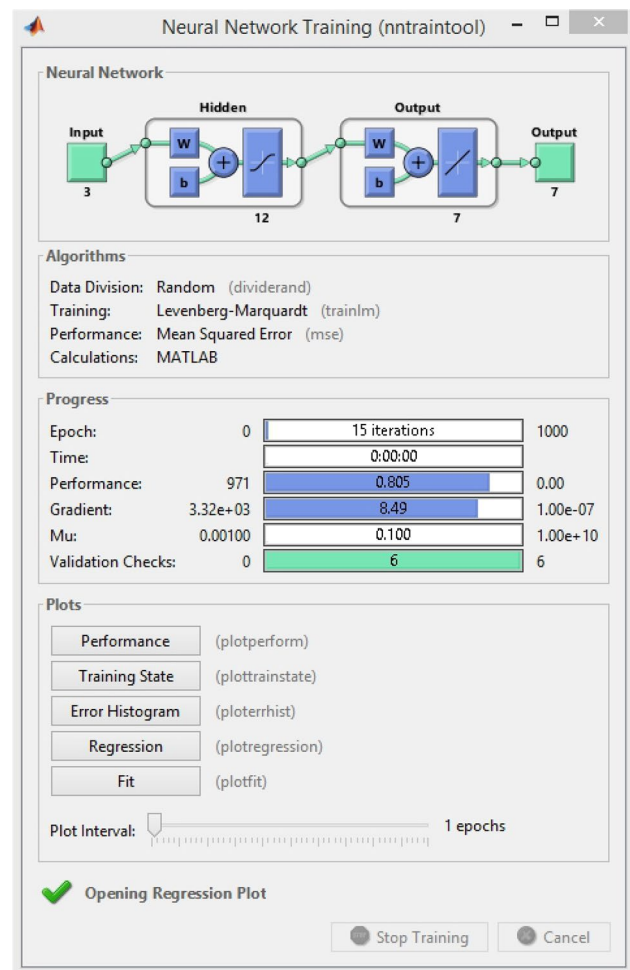 Neural Network Training (nntraintool)
Neural Network
Hidden Output
Input Output
W W
+ +
b b
3 12 7 7
Algorithms
Data Division: Random (dividerand)
Training: Levenberg-Marquardt (trainlm)
Performance: Mean Squared Error (mse)
Calculations: MATLAB
Progress
Epoch: 0 15 iterations 1000
Time: 0:00:00
Performance: 971 0.805 0.00
Gradient: 3.32e+03 8.49 1.00e-07
Mu: 0.00100 0.100 1.00e+10
Validation Checks: 0 6 6
Plots
Performance (plotperform)
Training State (plottrainstate)
Error Histogram (ploterrhist)
Regression (plotregression)
Fit (plotfit)
Plot Interval: 1 epochs
Opening Regression Plot
Stop Training Cancel